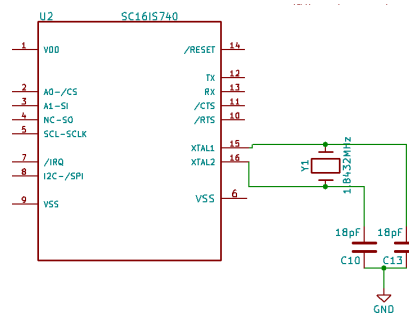 U2 SC16IS740
1 VDD /RESET 14
TX 12
2 A0-/CS RX 13
3 A1-SI /CTS 11
4 NC-SO /RTS 10
5 SCL-SCLK
XTAL1 15
7 /IRQ XTAL2 16
8 I2C-/SPI
VSS 6
9 VSS
Y1
1.8432MHz
18pF 18pF
C10 C13
GND